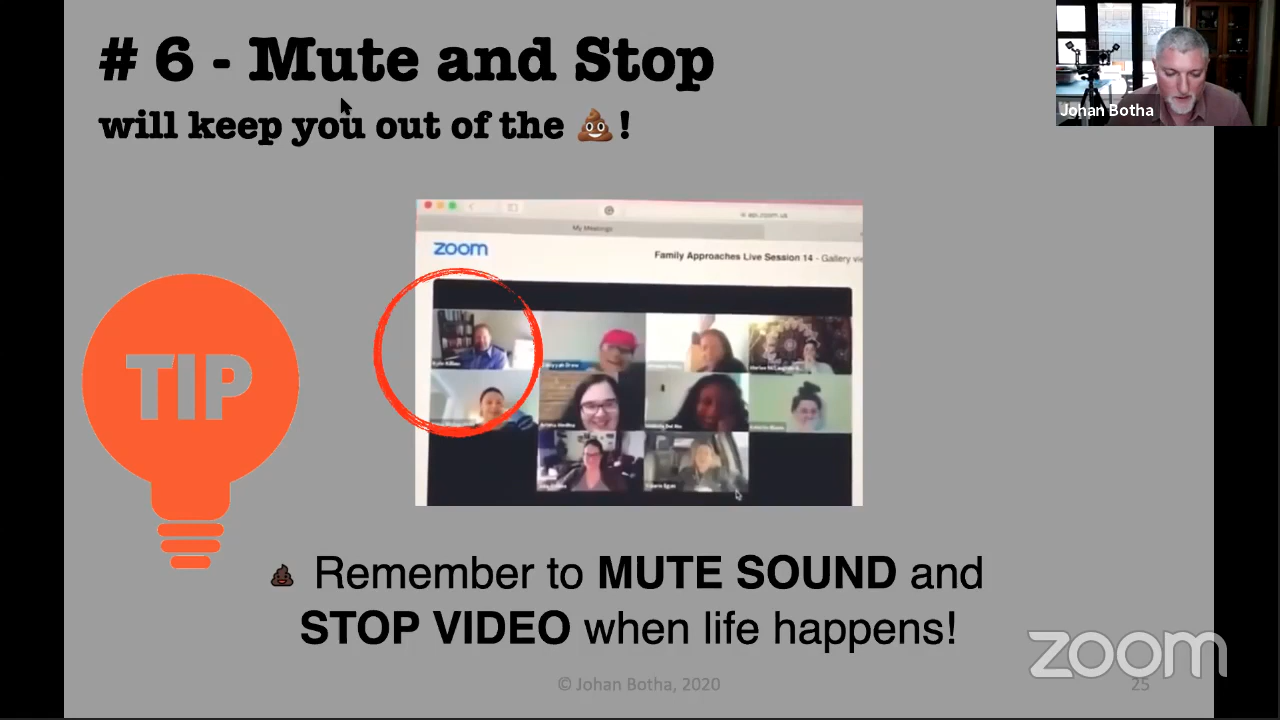 # 6 - Mute and Stop
will keep you out of the 💩!
Johan Botha
My Meetings
zoom
Family Approaches Live Session 14 - Gallery vie
TIP
💩 Remember to MUTE SOUND and
STOP VIDEO when life happens!
zoom
© Johan Botha, 2020
25